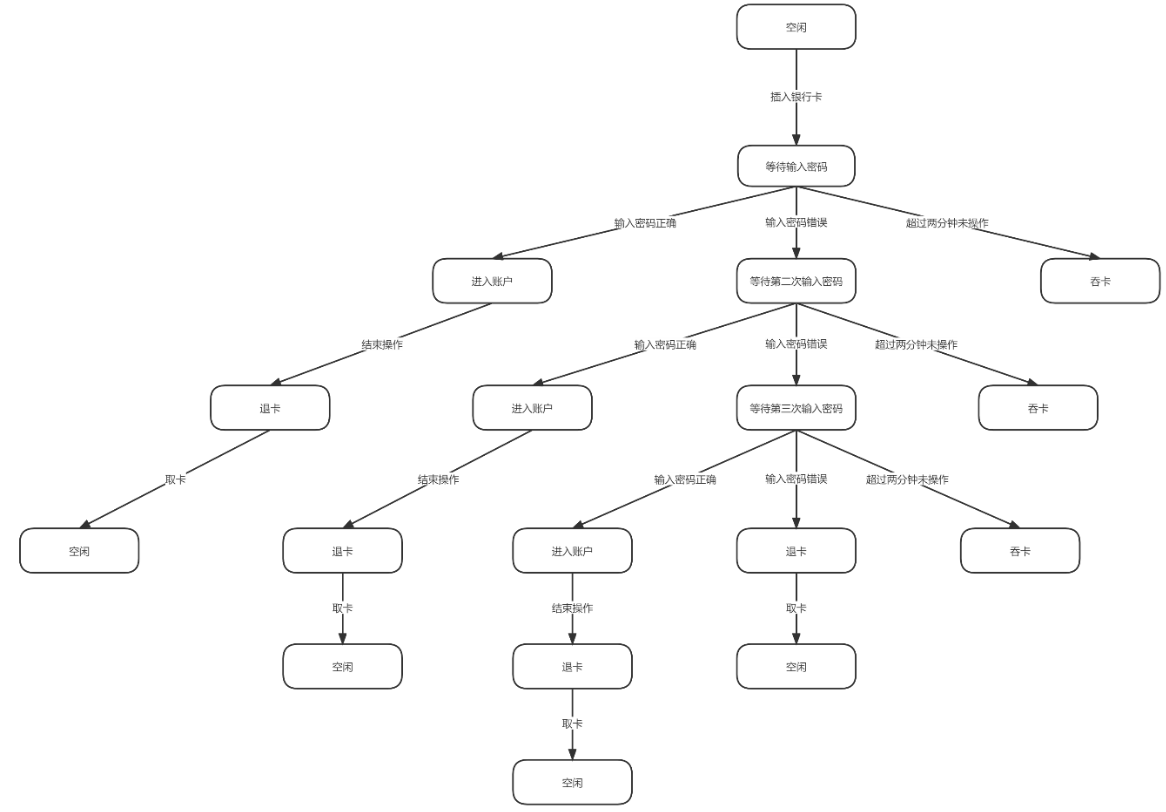 空闲
插入银行卡
等待输入密码
输入密码正确
输入密码错误
超过两分钟未操作
进入账户
等待第二次输入密码
吞卡
结束操作
输入密码正确
输入密码错误
超过两分钟未操作
退卡
进入账户
等待第三次输入密码
吞卡
取卡
结束操作
输入密码正确
输入密码错误
超过两分钟未操作
空闲
退卡
进入账户
退卡
吞卡
取卡
结束操作
取卡
空闲
退卡
空闲
取卡
空闲